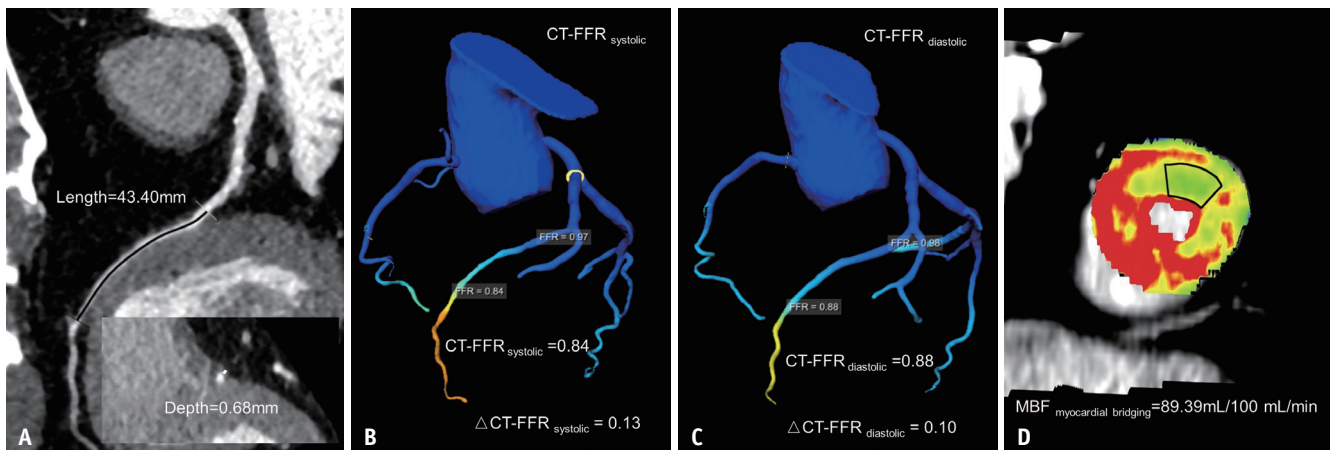 Length=43.40mm
Depth=0.68mm
A
CT-FFR systolic
FFR = 0.97
FFR = 0.84
CT-FFR systolic =0.84
△CT-FFR systolic = 0.13
B
CT-FFR diastolic
FFR = 0.98
FFR = 0.88
CT-FFR diastolic =0.88
△CT-FFR diastolic = 0.10
C
MBF myocardial bridging=89.39mL/100 mL/min
D